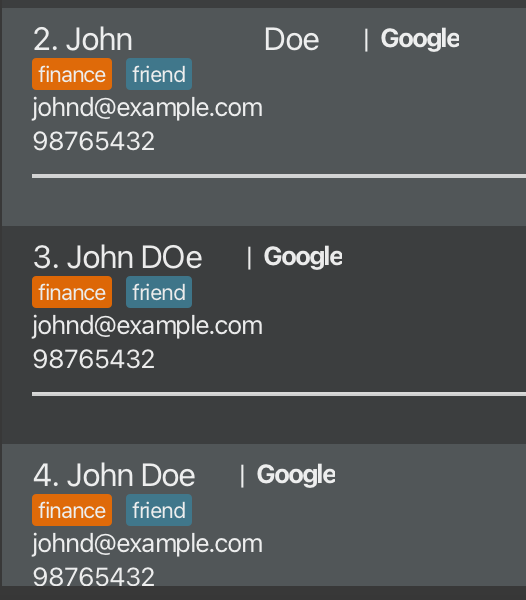 2. John                Doe     | Google
finance friend
johnd@example.com
98765432
3. John DOe     | Google
finance friend
johnd@example.com
98765432
4. John Doe     | Google
finance friend
johnd@example.com
98765432